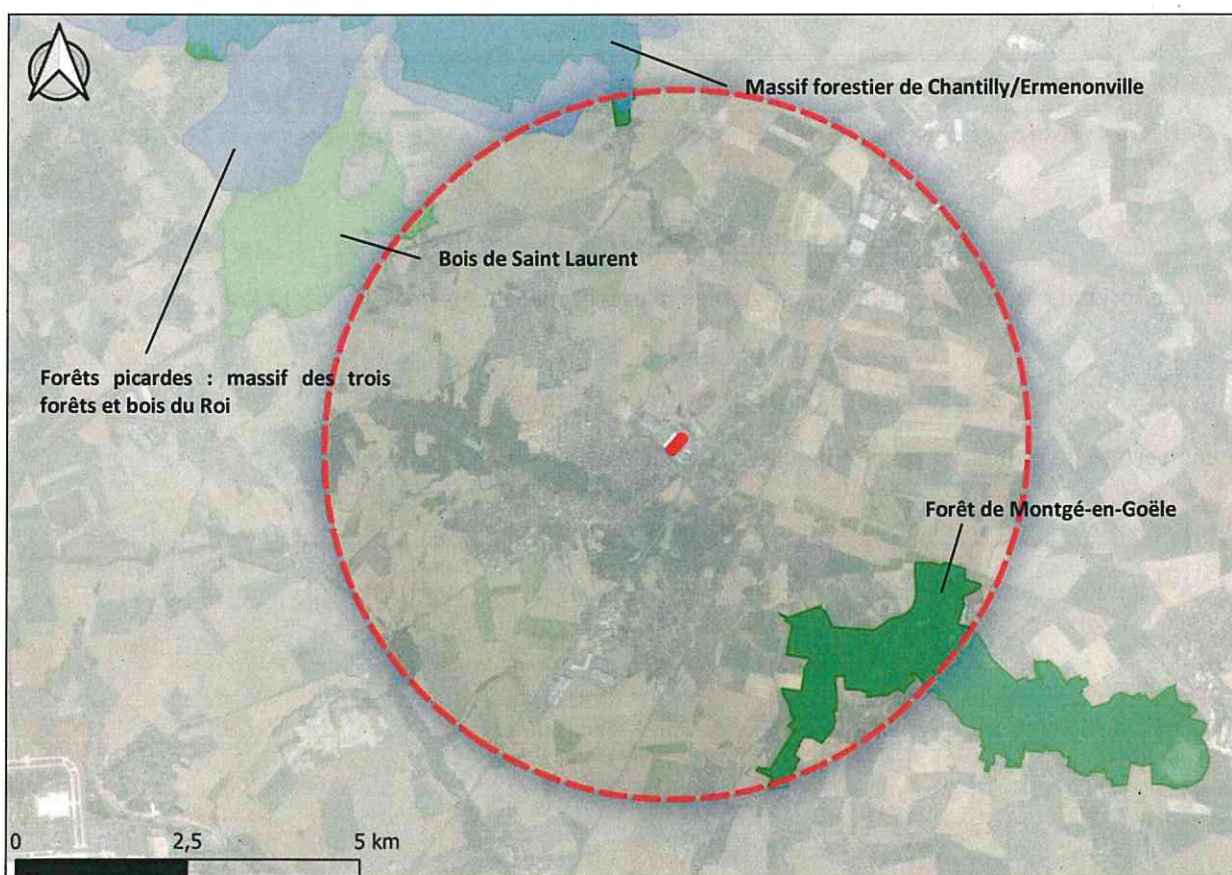 Massif forestier de Chantilly/Ermenonville
Bois de Saint Laurent
Forêts picardes : massif des trois
forêts et bois du Roi
Forêt de Montgé-en-Goële
0 2,5 5 km